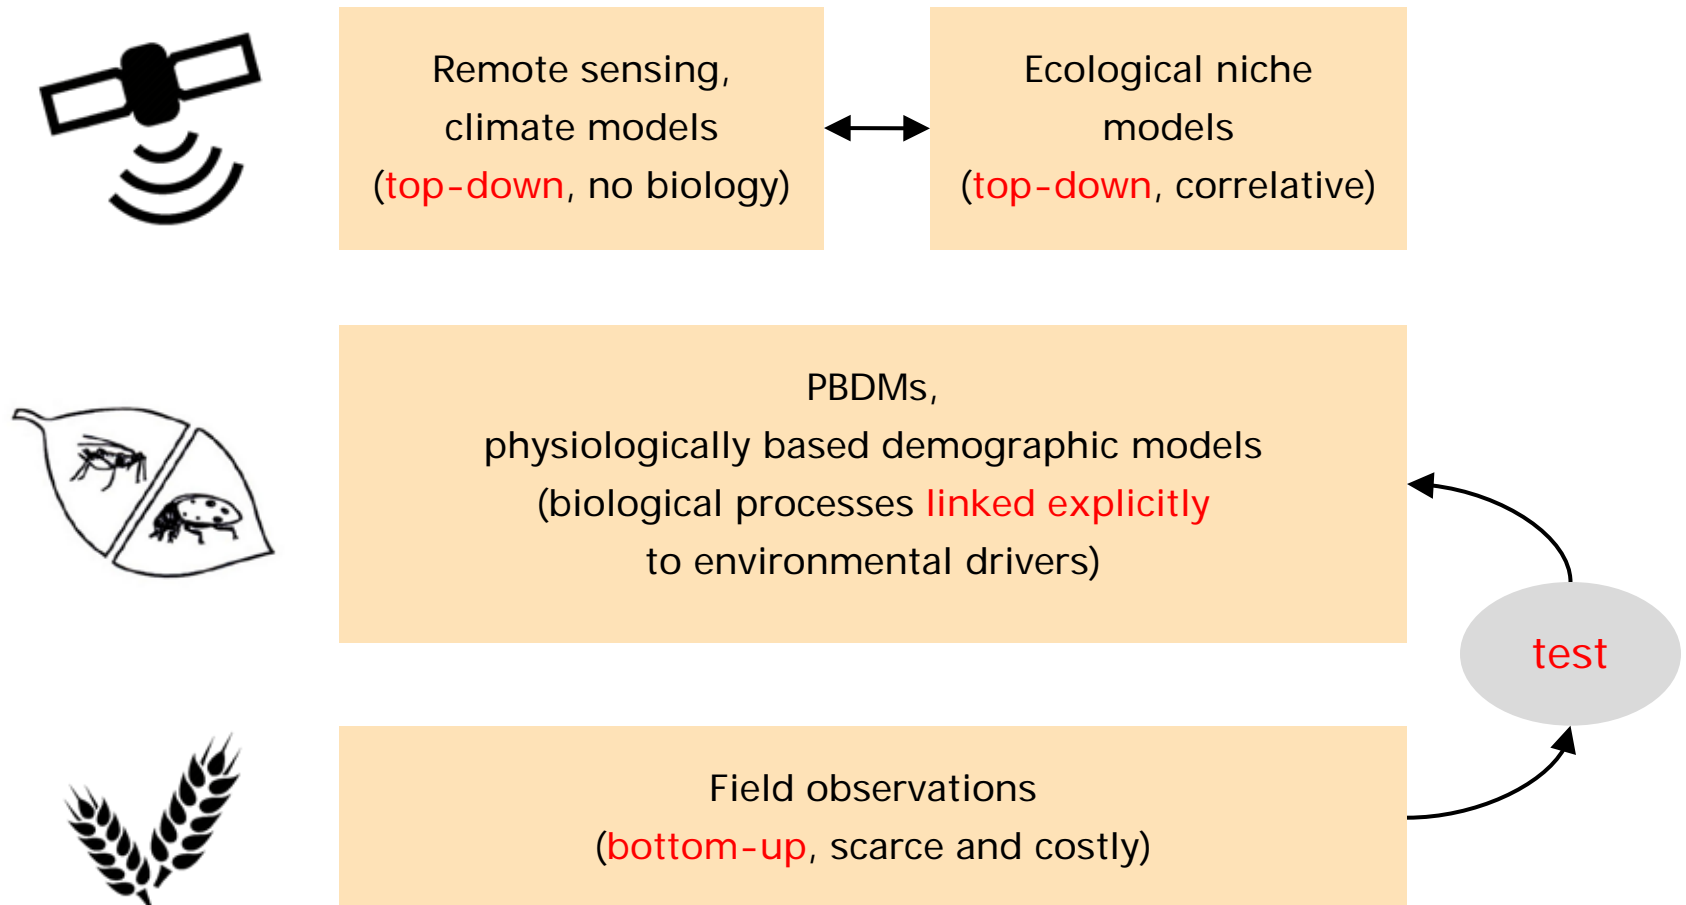 Remote sensing,
climate models
(top-down, no biology)
Ecological niche
models
(top-down, correlative)
PBDMs,
physiologically based demographic models
(biological processes linked explicitly
to environmental drivers)
test
Field observations
(bottom-up, scarce and costly)